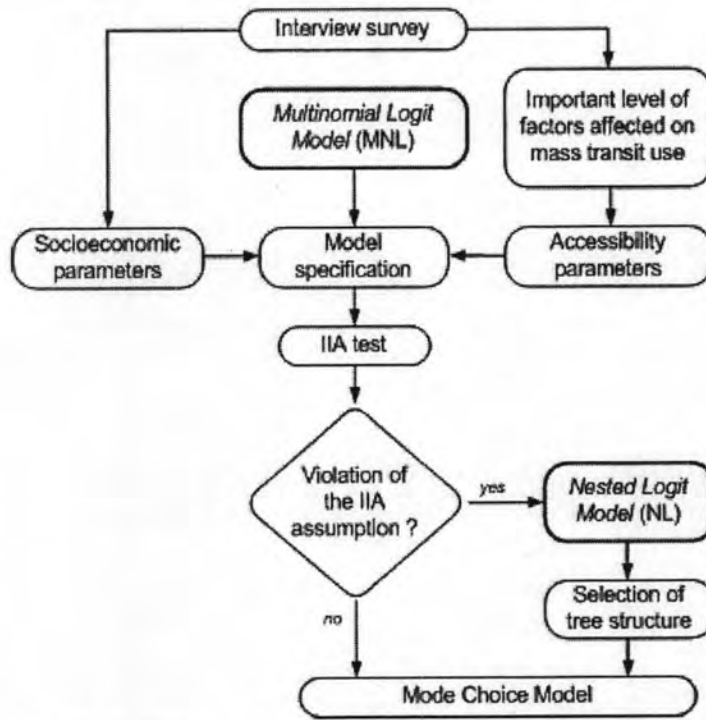 Interview survey
Multinomial Logit
Model (MNL)
Important level of
factors affected on
mass transit use
Socioeconomic
parameters
Model
specification
Accessibility
parameters
IIA test
Violation of
the IIA
assumption ?
yes
Nested Logit
Model (NL)
Selection of
tree structure
no
Mode Choice Model